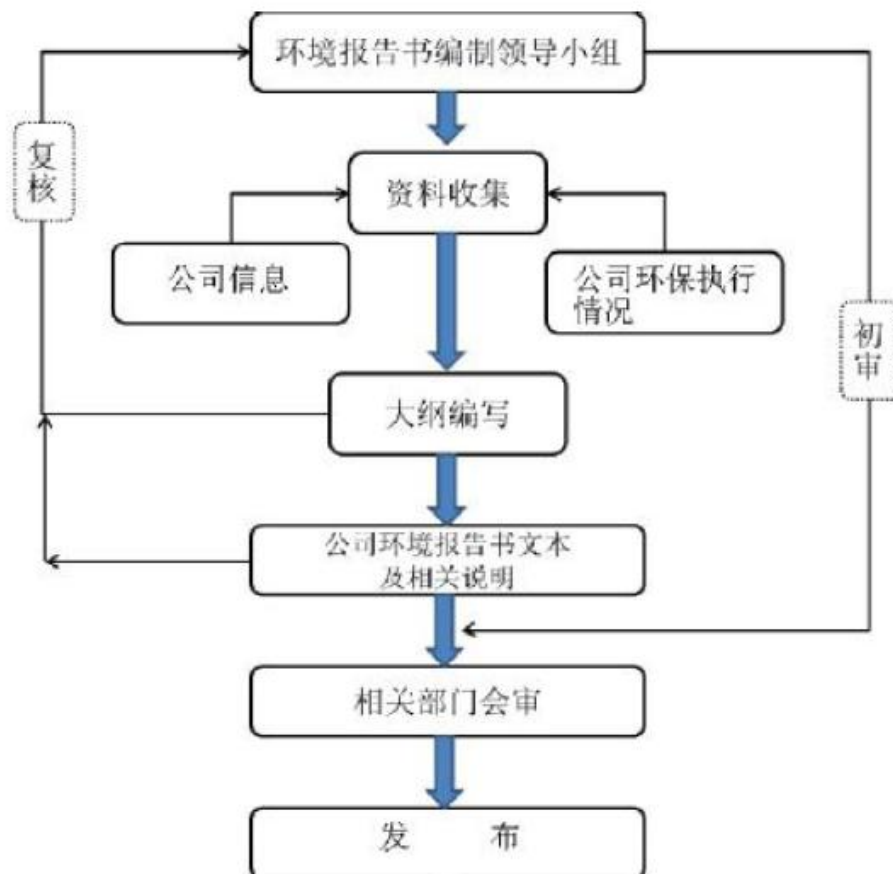 环境报告书编制领导小组
复
核
资料收集
公司信息
公司环保执行
情况
初
审
大纲编写
公司环境报告书文本
及相关说明
相关部门会审
发 布